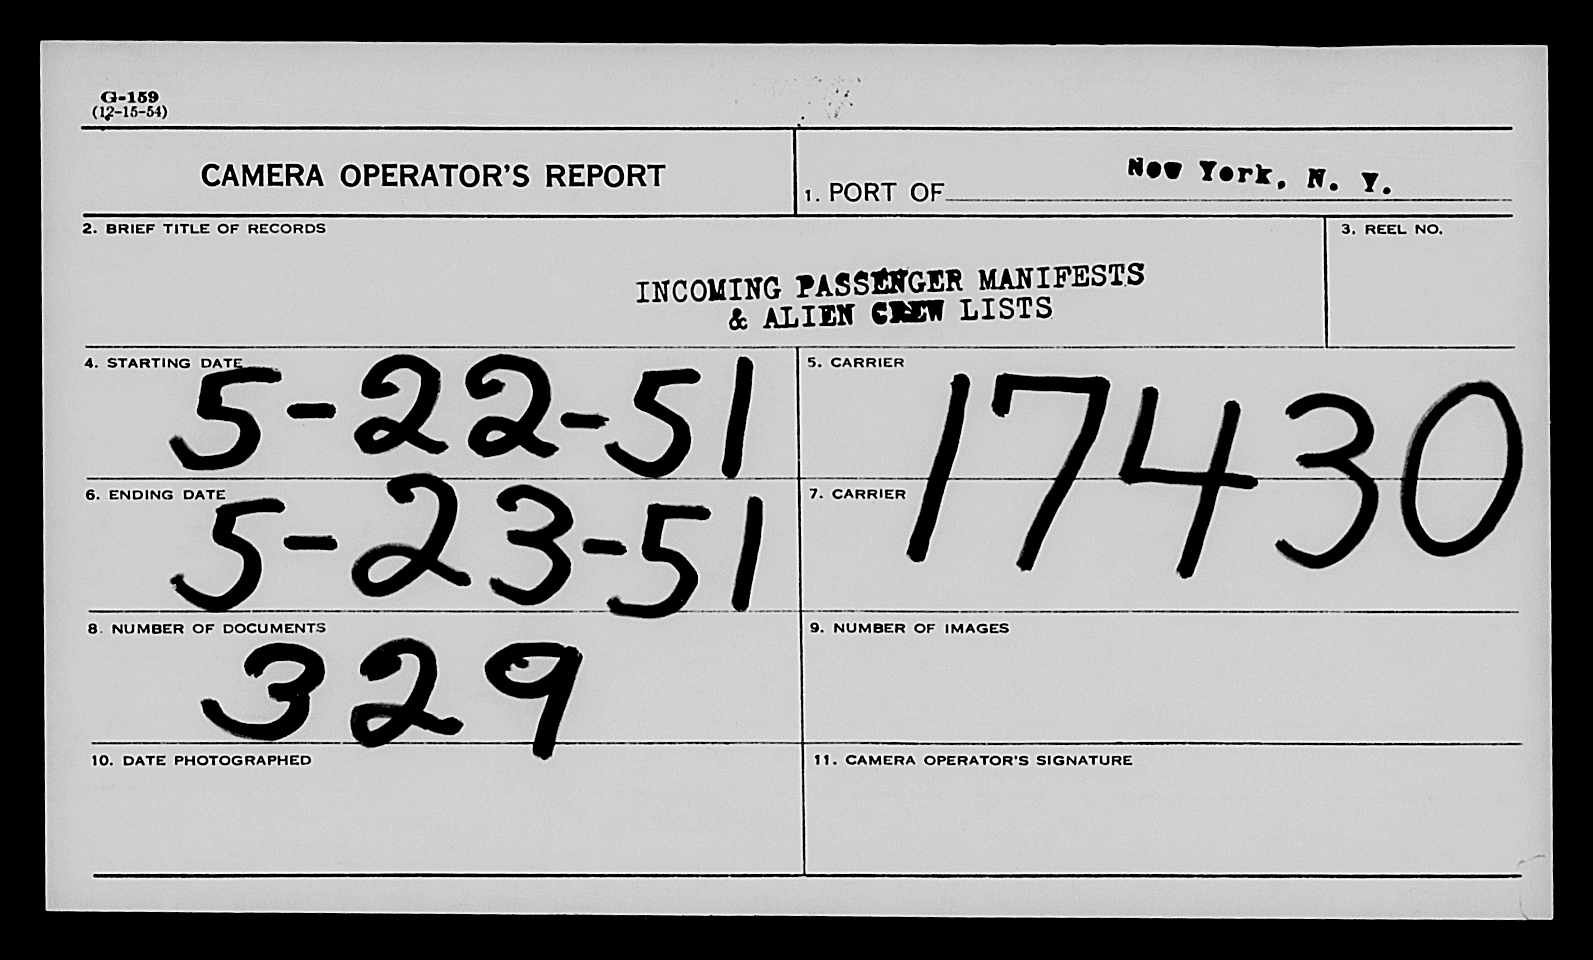 G-159
(12-15-54)
CAMERA OPERATOR'S REPORT
1. PORT OF New York, N. Y.
2. BRIEF TITLE OF RECORDS
3. REEL NO.
INCOMING PASSENGER MANIFESTS
& ALIEN CREW LISTS
4. STARTING DATE
5-22-51
5. CARRIER
17430
6. ENDING DATE
5-23-51
7. CARRIER
8. NUMBER OF DOCUMENTS
329
9. NUMBER OF IMAGES
10. DATE PHOTOGRAPHED
11. CAMERA OPERATOR'S SIGNATURE